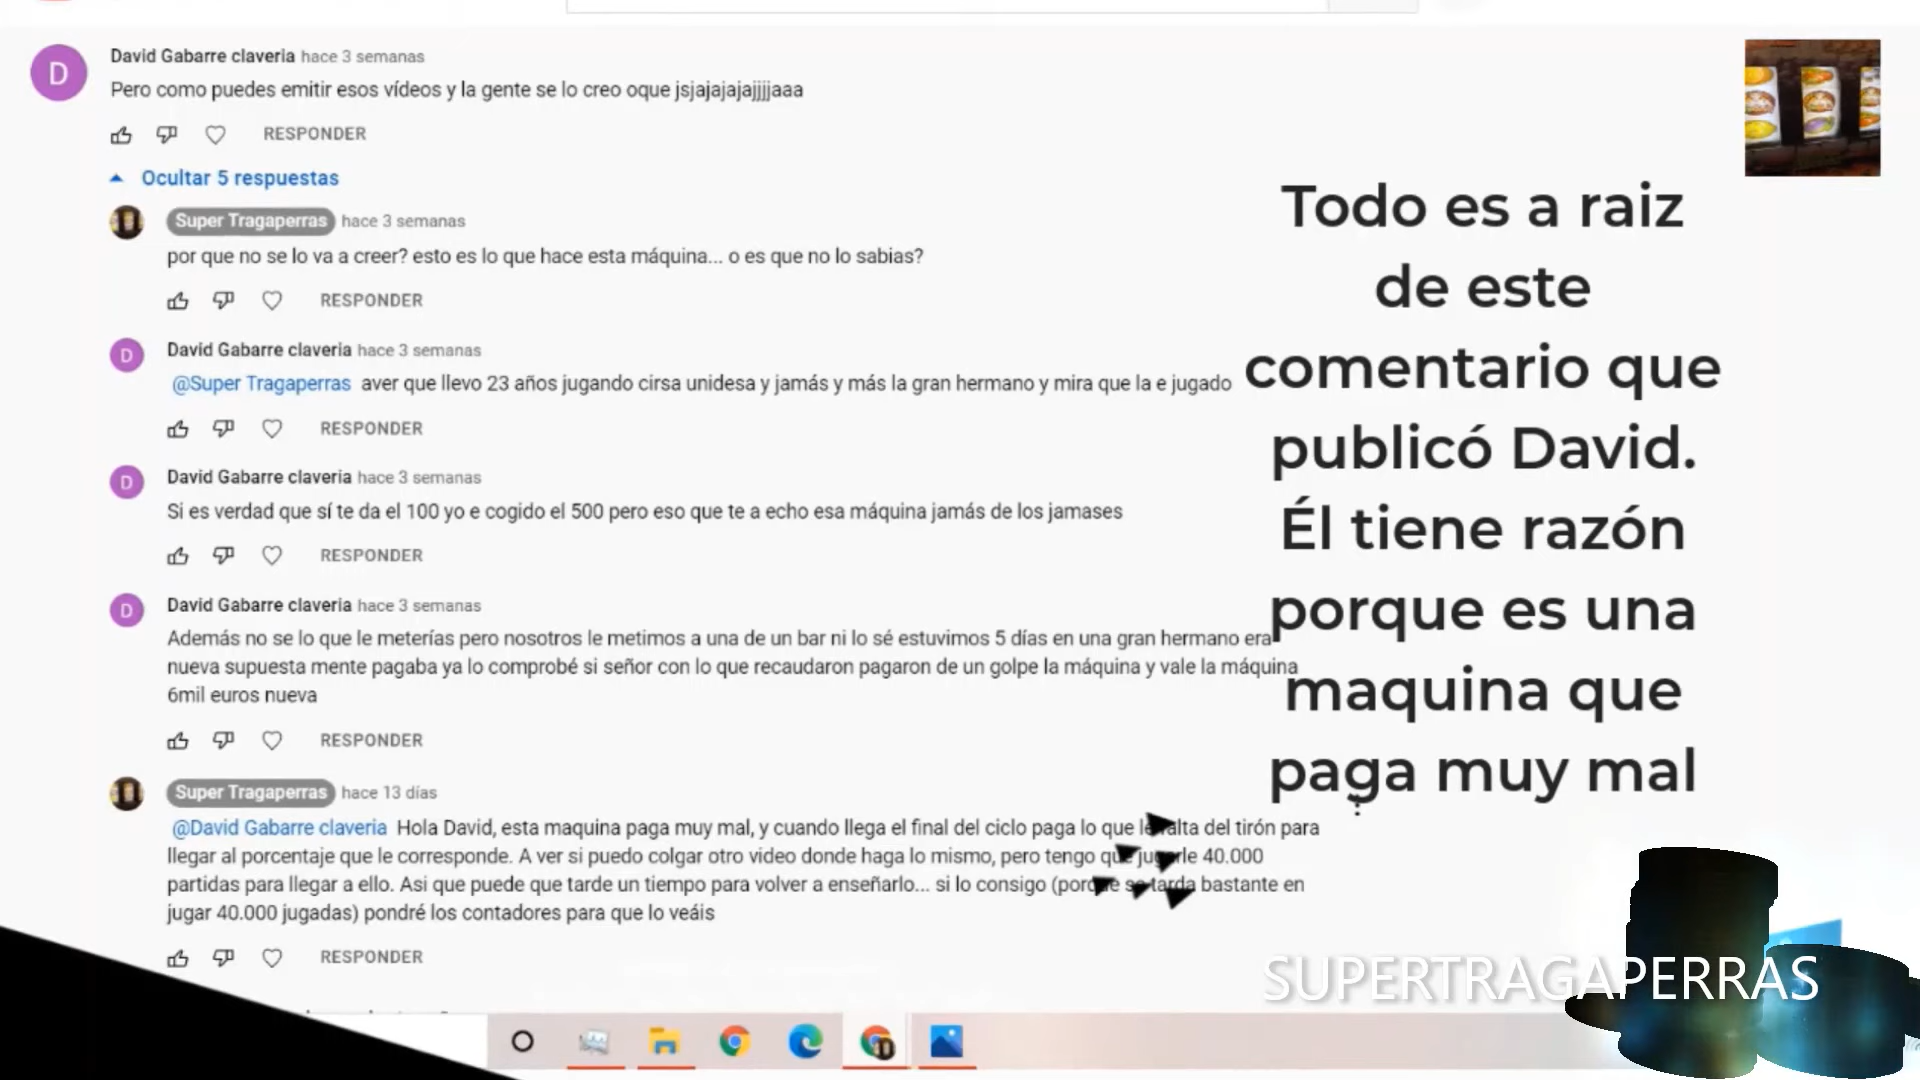 David Gabarre claveria hace 3 semanas
Pero como puedes emitir esos vídeos y la gente se lo creo oque jsjajajajajjjjaaa
RESPONDER
Ocultar 5 respuestas
Super Tragaperras hace 3 semanas
por que no se lo va a creer? esto es lo que hace esta máquina... o es que no lo sabias?
RESPONDER
David Gabarre claveria hace 3 semanas
@Super Tragaperras aver que llevo 23 años jugando cirsa unidesa y jamás y más la gran hermano y mira que la e jugado
RESPONDER
David Gabarre claveria hace 3 semanas
Si es verdad que sí te da el 100 yo e cogido el 500 pero eso que te a echo esa máquina jamás de los jamases
RESPONDER
David Gabarre claveria hace 3 semanas
Además no se lo que le meterías pero nosotros le metimos a una de un bar ni lo sé estuvimos 5 días en una gran hermano era
nueva supuesta mente pagaba ya lo comprobé si señor con lo que recaudaron pagaron de un golpe la máquina y vale la máquina
6mil euros nueva
RESPONDER
Super Tragaperras hace 13 días
@David Gabarre claveria Hola David, esta maquina paga muy mal, y cuando llega el final del ciclo paga lo que le falta del tirón para
llegar al porcentaje que le corresponde. A ver si puedo colgar otro video donde haga lo mismo, pero tengo que jugarle 40.000
partidas para llegar a ello. Asi que puede que tarde un tiempo para volver a enseñarlo... si lo consigo (porque se tarda bastante en
jugar 40.000 jugadas) pondré los contadores para que lo veáis
RESPONDER
Todo es a raiz
de este
comentario que
publicó David.
Él tiene razón
porque es una
maquina que
paga muy mal
SUPERTRAGAPERRAS